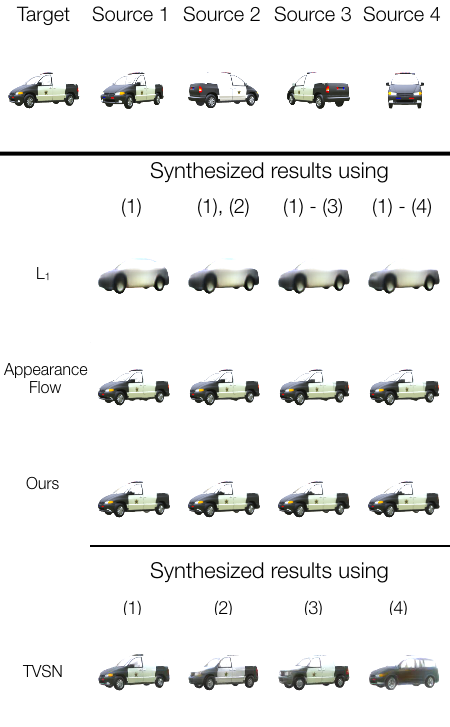 Target Source 1 Source 2 Source 3 Source 4
Synthesized results using
(1) (1), (2) (1) - (3) (1) - (4)
L₁
Appearance
Flow
Ours
Synthesized results using
(1) (2) (3) (4)
TVSN